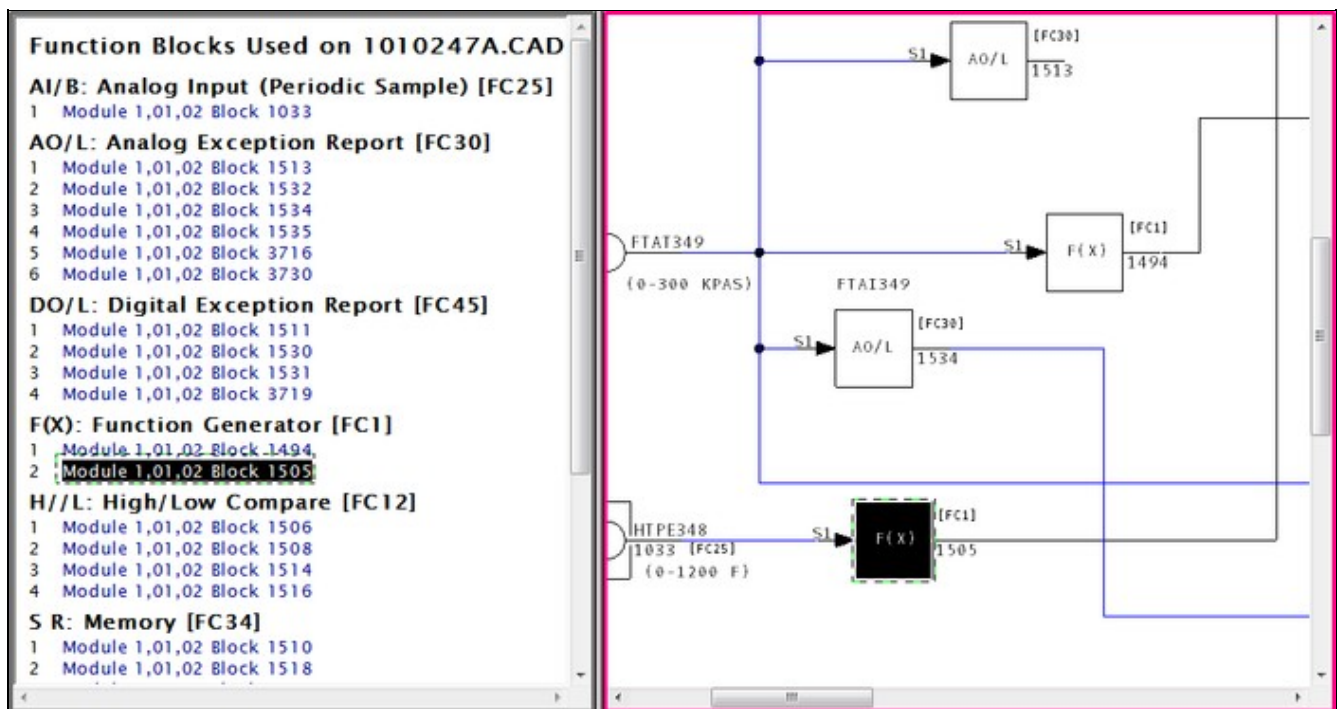 Function Blocks Used on 1010247A.CAD
AI/B: Analog Input (Periodic Sample) [FC25]
1 Module 1,01,02 Block 1033
AO/L: Analog Exception Report [FC30]
1 Module 1,01,02 Block 1513
2 Module 1,01,02 Block 1532
3 Module 1,01,02 Block 1534
4 Module 1,01,02 Block 1535
5 Module 1,01,02 Block 3716
6 Module 1,01,02 Block 3730
DO/L: Digital Exception Report [FC45]
1 Module 1,01,02 Block 1511
2 Module 1,01,02 Block 1530
3 Module 1,01,02 Block 1531
4 Module 1,01,02 Block 3719
F(X): Function Generator [FC1]
1 Module 1,01,02 Block 1494
2 Module 1,01,02 Block 1505
H//L: High/Low Compare [FC12]
1 Module 1,01,02 Block 1506
2 Module 1,01,02 Block 1508
3 Module 1,01,02 Block 1514
4 Module 1,01,02 Block 1516
S R: Memory [FC34]
1 Module 1,01,02 Block 1510
2 Module 1,01,02 Block 1518
[FC30]
S1 AO/L 1513
FTAT349
(0-300 KPAS)
[FC1]
S1 F(X) 1494
FTAI349
[FC30]
S1 AO/L 1534
HTPE348
1033 [FC25]
(0-1200 F)
[FC1]
S1 F(X) 1505